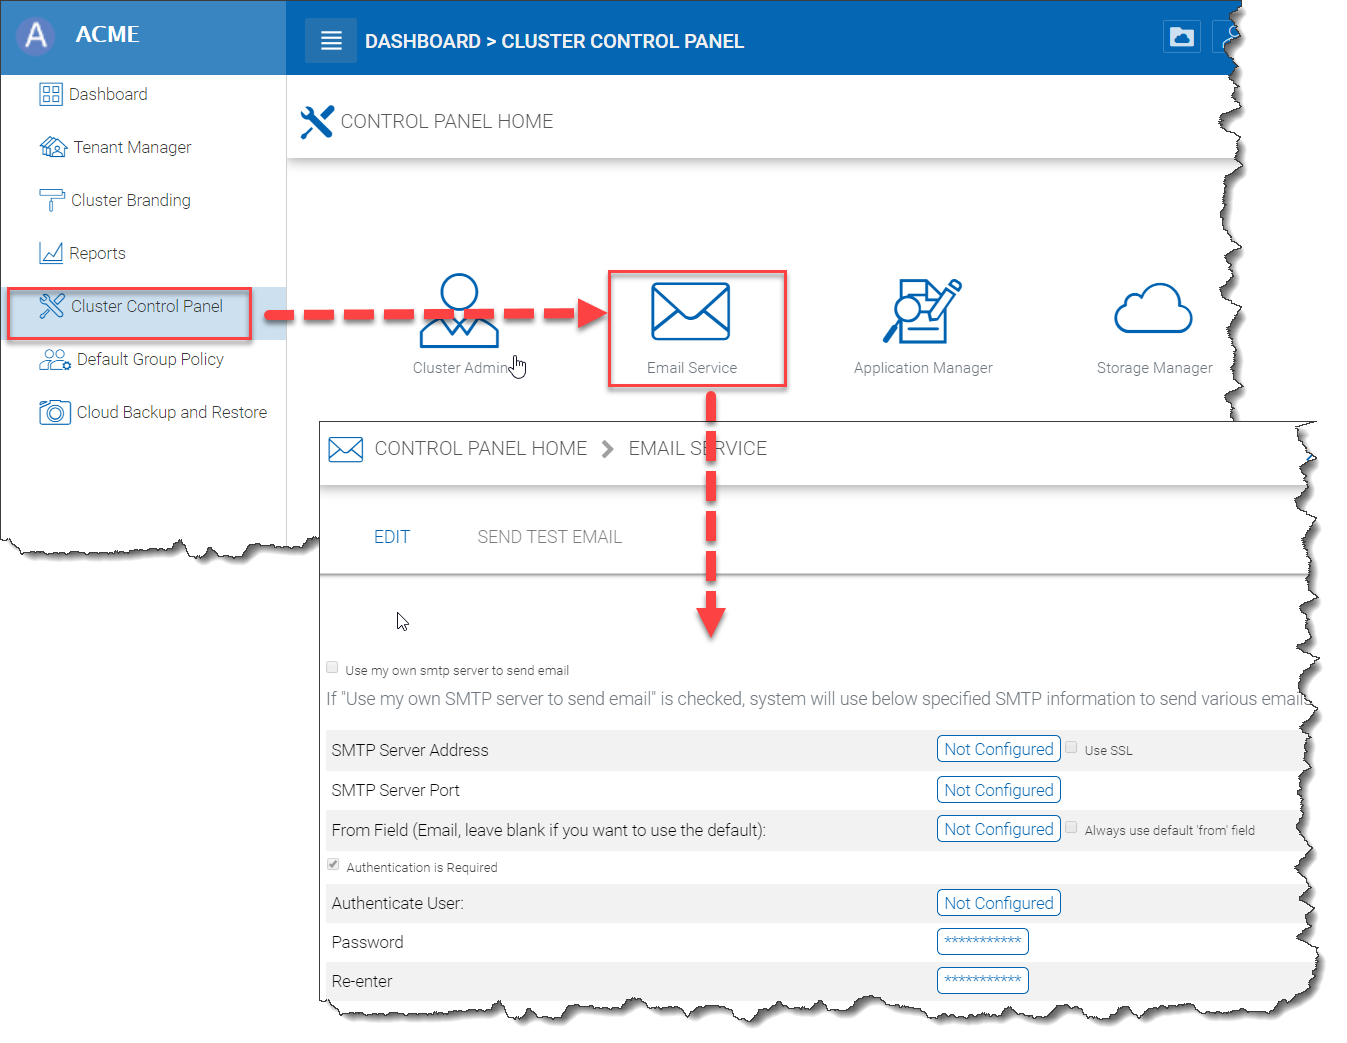 A ACME
DASHBOARD > CLUSTER CONTROL PANEL
Dashboard
Tenant Manager
Cluster Branding
Reports
Cluster Control Panel
Default Group Policy
Cloud Backup and Restore
CONTROL PANEL HOME
Cluster Admin
Email Service
Application Manager
Storage Manager
CONTROL PANEL HOME > EMAIL SERVICE
EDIT SEND TEST EMAIL
Use my own smtp server to send email
If "Use my own SMTP server to send email" is checked, system will use below specified SMTP information to send various emails
SMTP Server Address Not Configured Use SSL
SMTP Server Port Not Configured
From Field (Email, leave blank if you want to use the default): Not Configured Always use default 'from' field
Authentication is Required
Authenticate User: Not Configured
Password ***********
Re-enter ***********